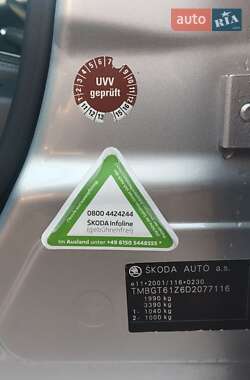 auto RIA
UVV
geprüft
0800 4424244
ŠKODA Infoline
(gebührenfrei)
Im Ausland unter +49 6150 5448555 *
ŠKODA AUTO a.s.
e11*2001/116*0230
TMBGT61Z6D2077116
1990 kg
3390 kg
1- 1040 kg
2- 1000 kg